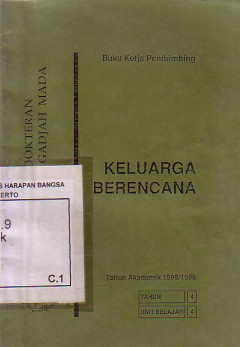 Buku Kerja Pembimbing
DOKTERAN
GADJAH MADA
S HARAPAN BANGSA
ERTO
.9
k
C.1
KELUARGA
BERENCANA
Tahun Akademik 1995/1996
TAHUN 4
UNIT BELAJAR 4